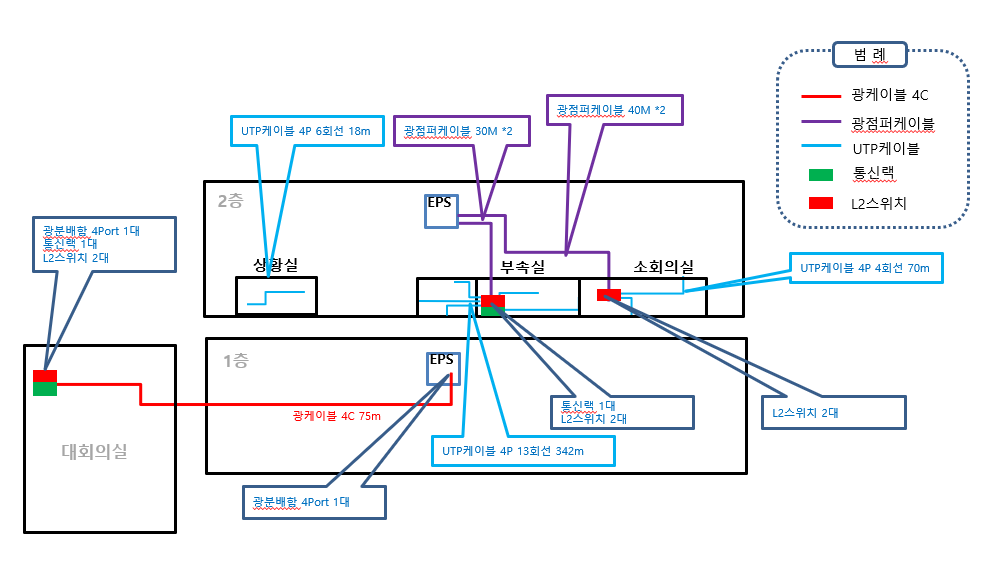 범 례
광케이블 4C
광점퍼케이블
UTP케이블
통신랙
L2스위치
광점퍼케이블 40M *2
UTP케이블 4P 6회선 18m
광점퍼케이블 30M *2
2층
EPS
광분배함 4Port 1대
통신랙 1대
L2스위치 2대
상황실
부속실
소회의실
UTP케이블 4P 4회선 70m
1층
EPS
광케이블 4C 75m
통신랙 1대
L2스위치 2대
L2스위치 2대
대회의실
UTP케이블 4P 13회선 342m
광분배함 4Port 1대